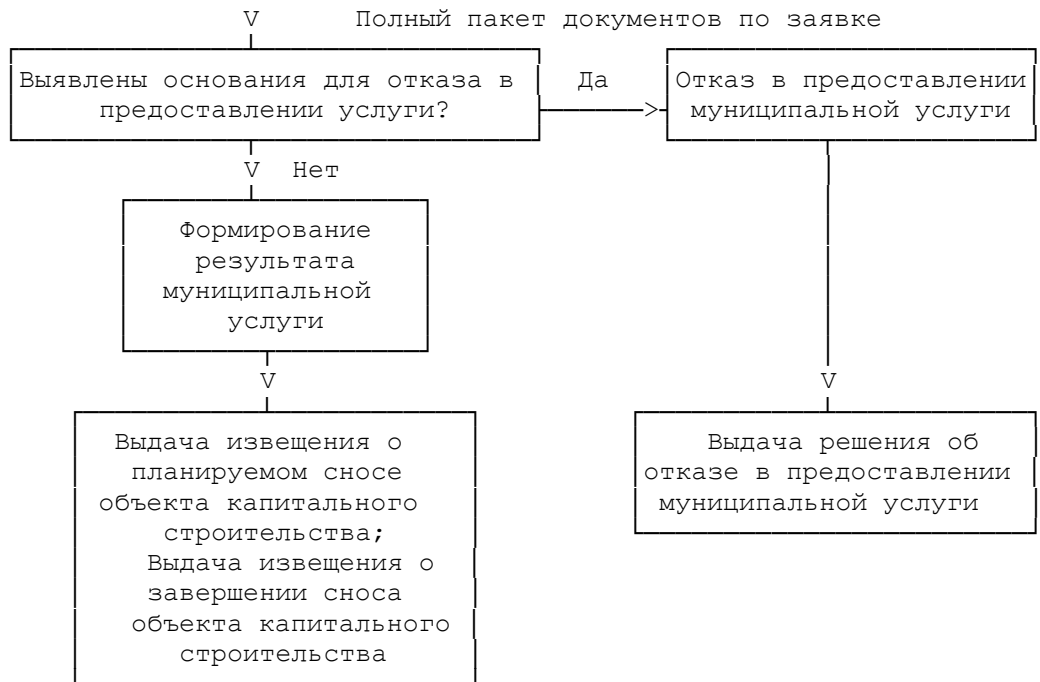 V Полный пакет документов по заявке
Выявлены основания для отказа в
предоставлении услуги?
Да
>
Отказ в предоставлении
муниципальной услуги
V Нет
Формирование
результата
муниципальной
услуги
V
V
Выдача извещения о
планируемом сносе
объекта капитального
строительства;
Выдача извещения о
завершении сноса
объекта капитального
строительства
Выдача решения об
отказе в предоставлении
муниципальной услуги